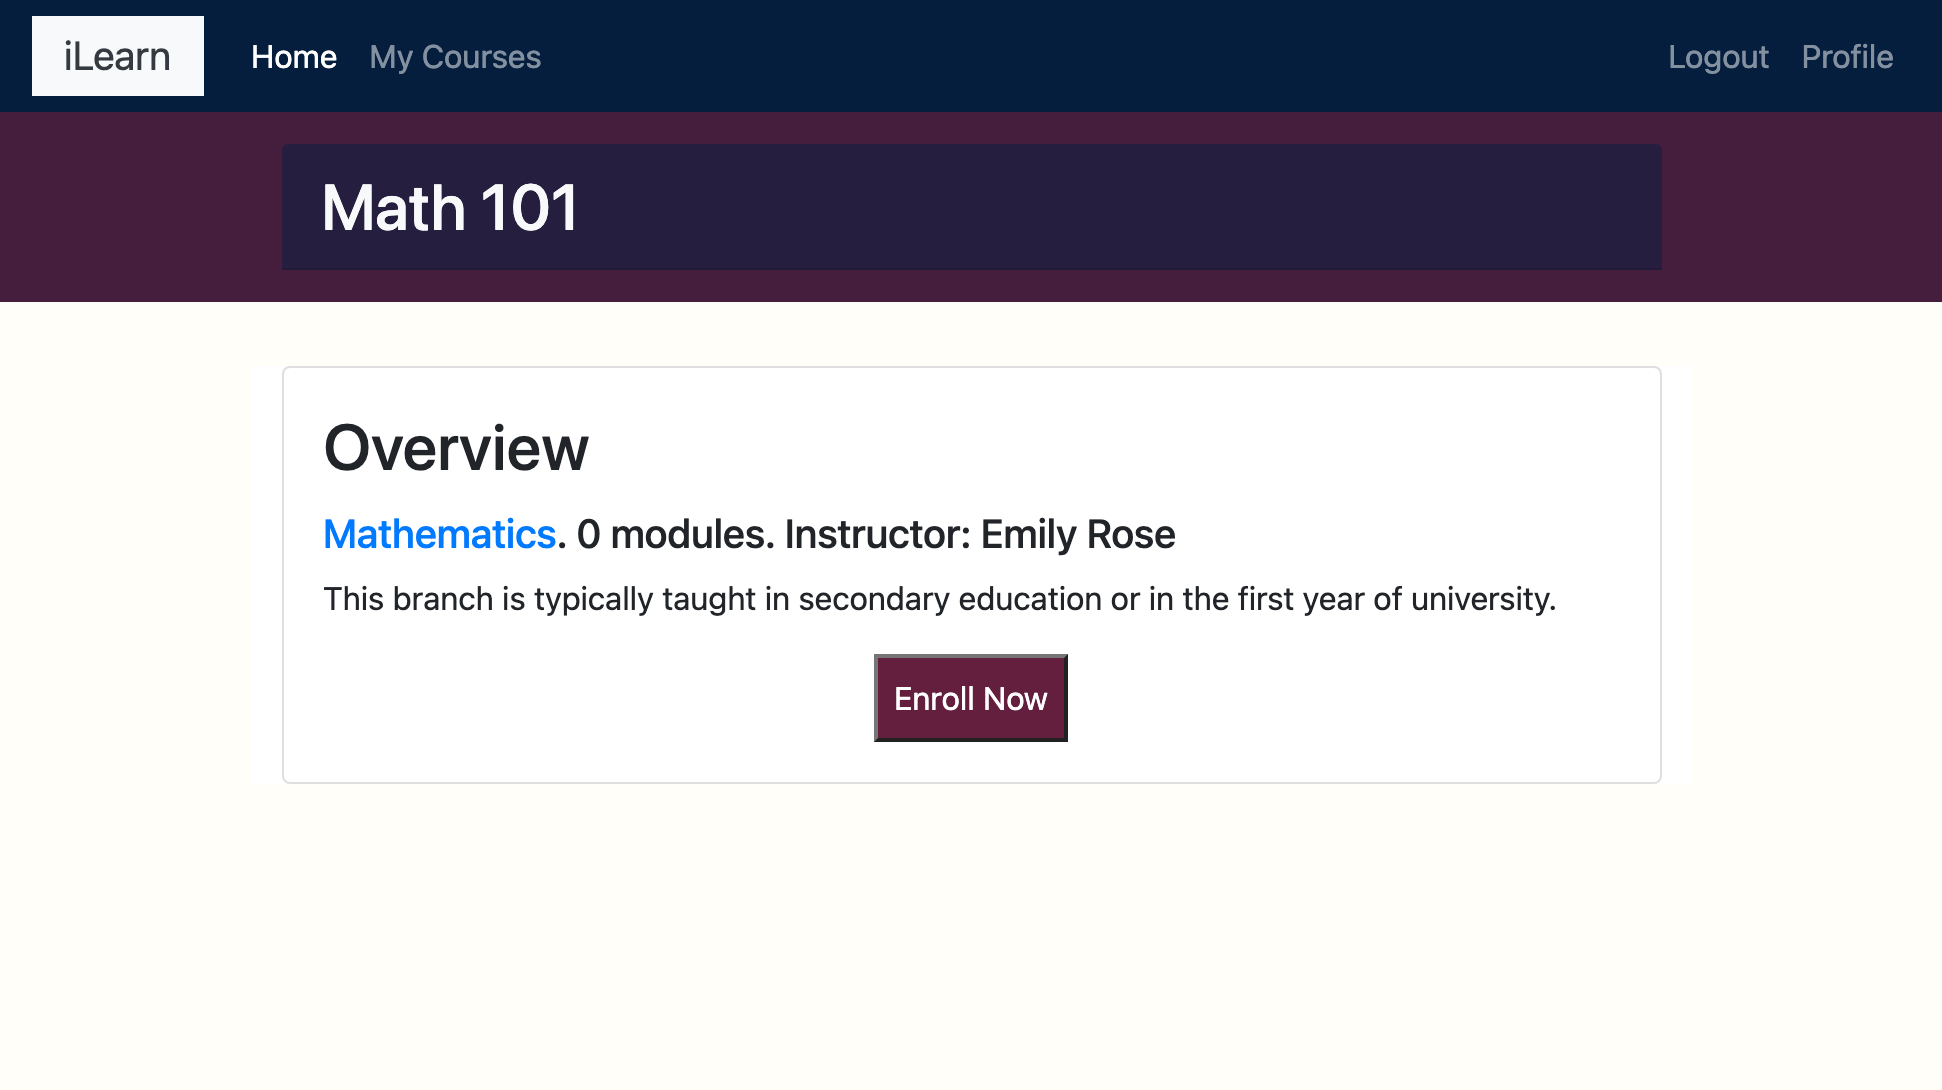 iLearn Home My Courses Logout Profile
Math 101
Overview
Mathematics. 0 modules. Instructor: Emily Rose
This branch is typically taught in secondary education or in the first year of university.
Enroll Now